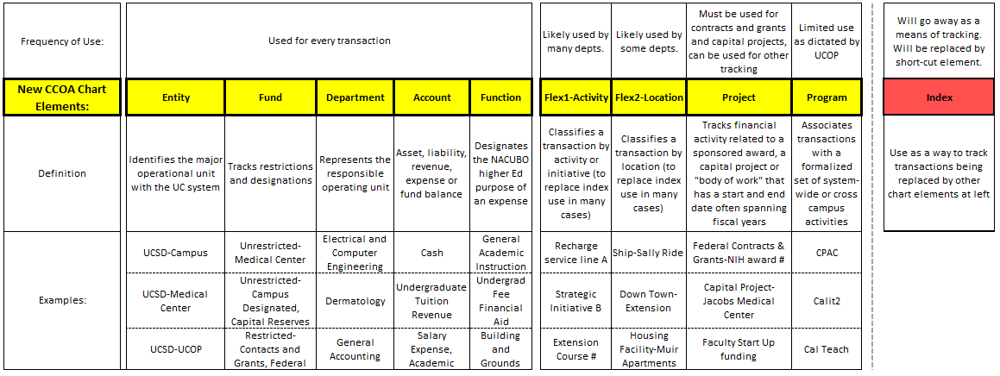 Frequency of Use:
Used for every transaction
Likely used by
many depts.
Likely used by
some depts.
Must be used for
contracts and grants
and capital projects,
can be used for other
tracking
Limited use
as dictated by
UCOP
Will go away as a
means of tracking.
Will be replaced by
short-cut element.
New CCOA Chart
Elements:
Entity
Fund
Department
Account
Function
Flex1-Activity
Flex2-Location
Project
Program
Index
Definition
Identifies the major
operational unit
with the UC system
Tracks restrictions
and designations
Represents the
responsible
operating unit
Asset, liability,
revenue,
expense or
fund balance
Designates
the NACUBO
higher Ed
purpose of
an expense
Classifies a
transaction by
activity or
initiative (to
replace index
use in many
cases)
Classifies a
transaction by
location (to
replace index
use in many
cases)
Tracks financial
activity related to a
sponsored award, a
capital project or
"body of work" that
has a start and end
date often spanning
fiscal years
Associates
transactions
with a
formalized
set of system-
wide or cross
campus
activities
Use as a way to track
transactions being
replaced by other
chart elements at left
Examples:
UCSD-Campus
Unrestricted-
Medical Center
Electrical and
Computer
Engineering
Cash
General
Academic
Instruction
Recharge
service line A
Ship-Sally Ride
Federal Contracts &
Grants-NIH award #
CPAC
UCSD-Medical
Center
Unrestricted-
Campus
Designated,
Capital Reserves
Dermatology
Undergraduate
Tuition
Revenue
Undergrad
Fee
Financial
Aid
Strategic
Initiative B
Down Town-
Extension
Capital Project-
Jacobs Medical
Center
Calit2
UCSD-UCOP
Restricted-
Contacts and
Grants, Federal
General
Accounting
Salary
Expense,
Academic
Building
and
Grounds
Extension
Course #
Housing
Facility-Muir
Apartments
Faculty Start Up
funding
Cal Teach